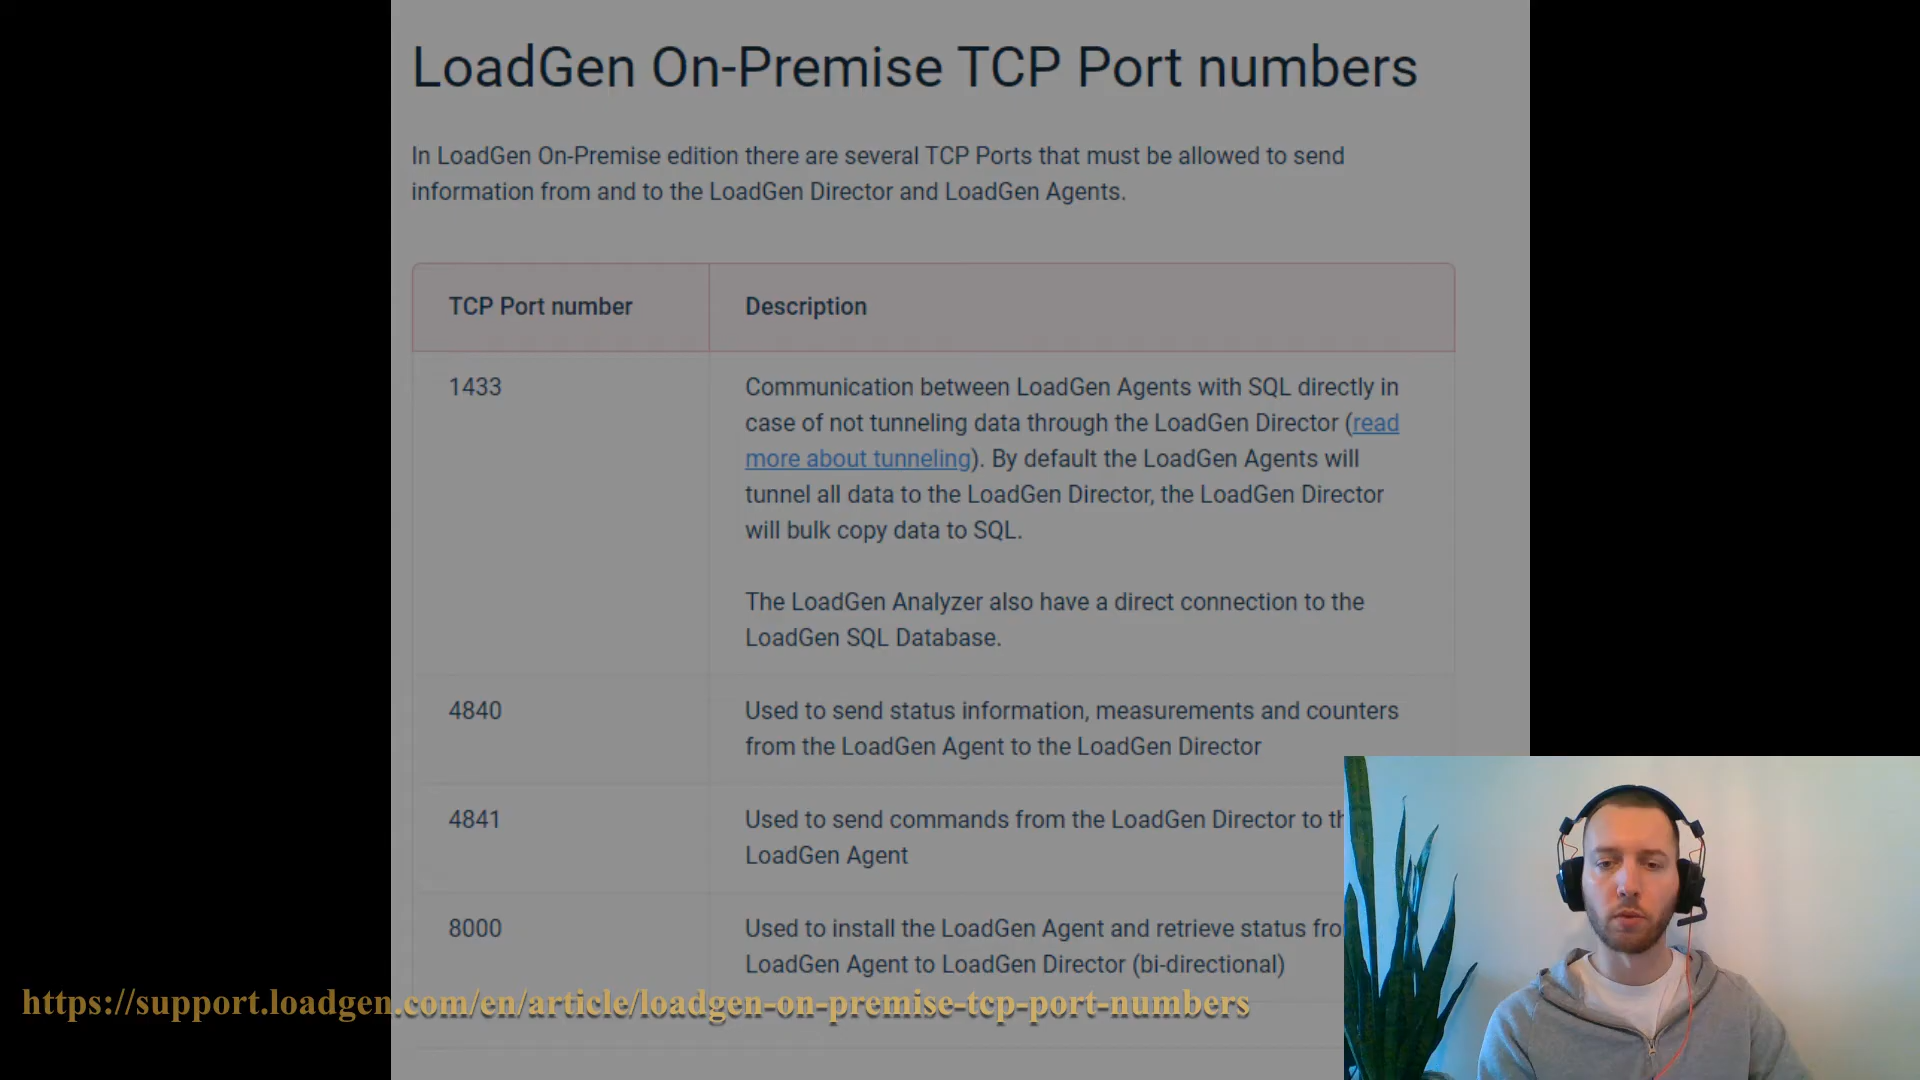 LoadGen On-Premise TCP Port numbers
In LoadGen On-Premise edition there are several TCP Ports that must be allowed to send
information from and to the LoadGen Director and LoadGen Agents.
TCP Port number
Description
1433
Communication between LoadGen Agents with SQL directly in
case of not tunneling data through the LoadGen Director (read
more about tunneling). By default the LoadGen Agents will
tunnel all data to the LoadGen Director, the LoadGen Director
will bulk copy data to SQL.
The LoadGen Analyzer also have a direct connection to the
LoadGen SQL Database.
4840
Used to send status information, measurements and counters
from the LoadGen Agent to the LoadGen Director
4841
Used to send commands from the LoadGen Director to
LoadGen Agent
8000
Used to install the LoadGen Agent and retrieve status
LoadGen Agent to LoadGen Director (bi-directional)
https://support.loadgen.com/en/article/loadgen-on-premise-tcp-port-numbers